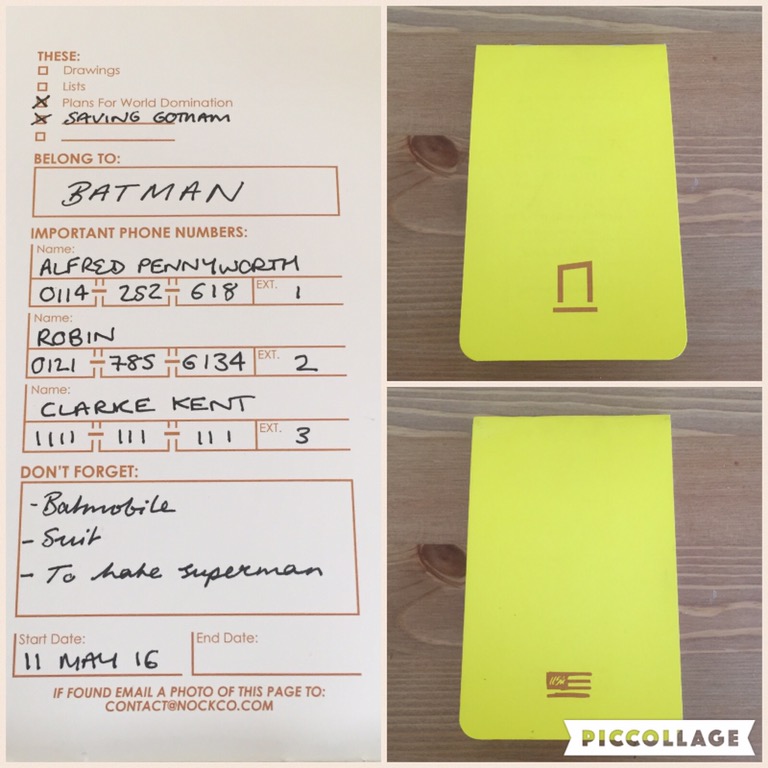 THESE:
Drawings
Lists
Plans For World Domination
SAVING GOTHAM
BELONG TO:
BATMAN
IMPORTANT PHONE NUMBERS:
Name:
ALFRED PENNYWORTH
0114 - 252 - 618 EXT. 1
Name:
ROBIN
0121 - 785 - 6134 EXT. 2
Name:
CLARKE KENT
1111 - 111 - 111 EXT. 3
DON'T FORGET:
- Batmobile
- Suit
- To hate superman
Start Date: End Date:
11 MAY 16
IF FOUND EMAIL A PHOTO OF THIS PAGE TO:
CONTACT@NOCKCO.COM
USA
PICCOLLAGE